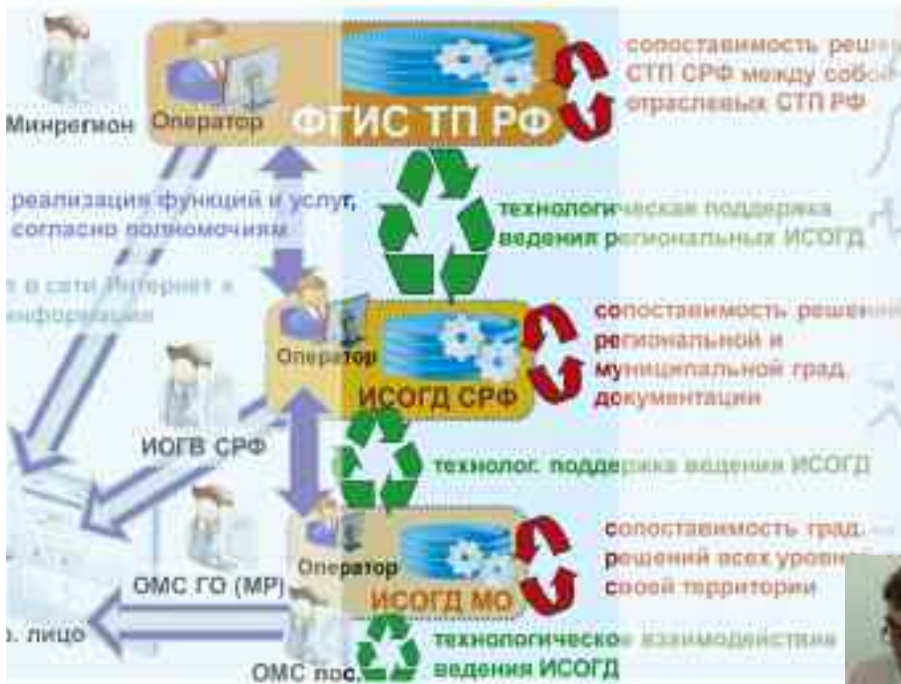 сопоставимость
СТП СРФ между собой
отраслевых СТП РФ
Минрегион
Оператор
ФГИС ТП РФ
реализация функций и услуг,
согласно полномочиям
технологическая поддержка
ведения региональных ИСОГД
в сети Интернет к
информации
Оператор
сопоставимость
региональной и
муниципальной град.
документации
ИСОГД СРФ
ИОГВ СРФ
технолог. поддержка ведения ИСОГД
Оператор
сопоставимость град.
решений всех
своей территории
ОМС ГО (МР)
ИСОГД МО
лицо
ОМС пос.
технологическое взаимодействие
ведения ИСОГД